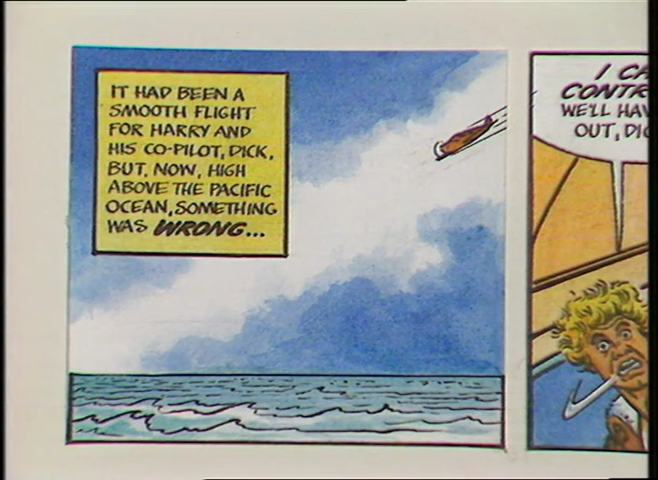 IT HAD BEEN A
SMOOTH FLIGHT
FOR HARRY AND
HIS CO-PILOT, DICK,
BUT, NOW, HIGH
ABOVE THE PACIFIC
OCEAN, SOMETHING
WAS WRONG...
I
WE'LL
OUT,